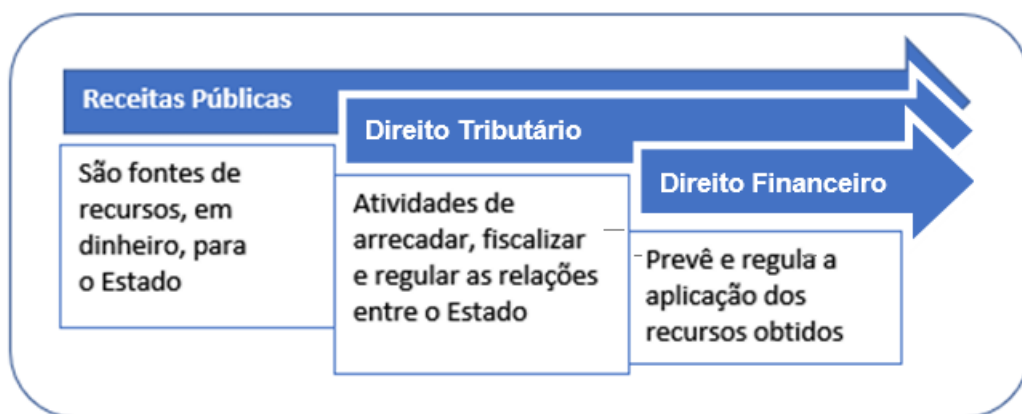 Receitas Públicas
São fontes de
recursos, em
dinheiro, para
o Estado
Direito Tributário
Atividades de
arrecadar, fiscalizar
e regular as relações
entre o Estado
Direito Financeiro
Prevê e regula a
aplicação dos
recursos obtidos